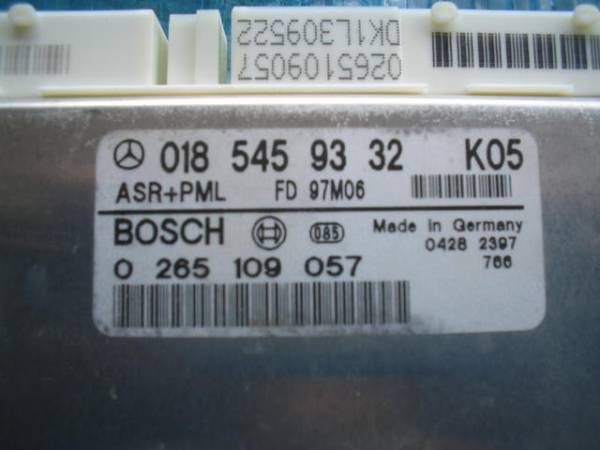 DK1L309522
0265109057
018 545 93 32 K05
ASR+PML FD 97M06
BOSCH 085 Made in Germany
0 265 109 057 0428 2397
766